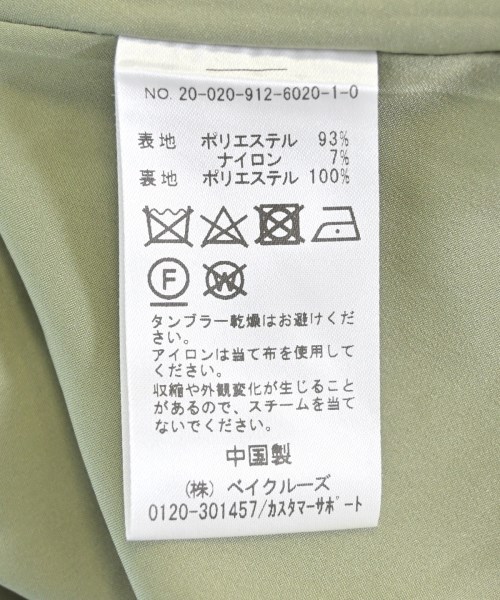 NO. 20-020-912-6020-1-0
表地 ポリエステル 93%
ナイロン 7%
裏地 ポリエステル 100%
F W
タンブラー乾燥はお避けくだ
さい。
アイロンは当て布を使用して
ください。
収縮や外観変化が生じること
があるので、スチームを当て
ないでください。
中国製
(株) ベイクルーズ
0120-301457/カスタマーサポート